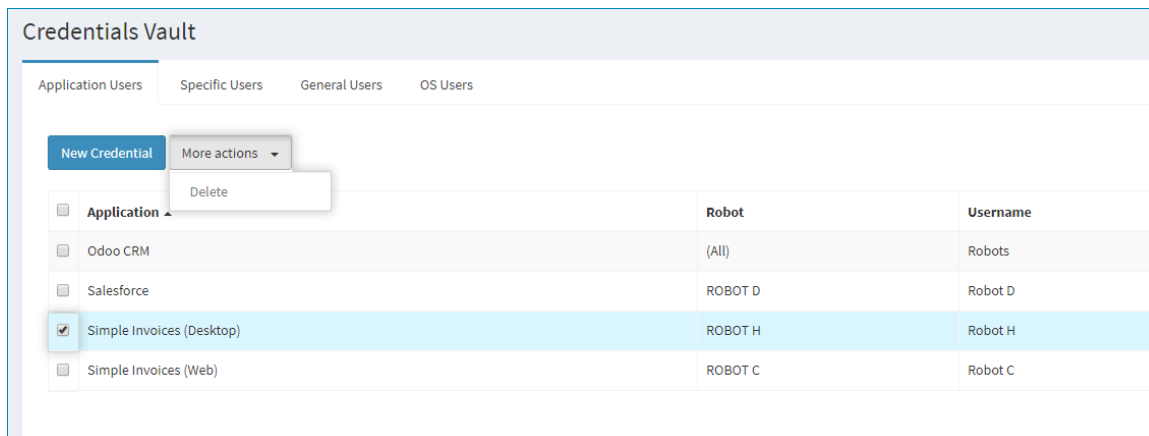 Credentials Vault
Application Users Specific Users General Users OS Users
New Credential More actions
Delete
Application Robot Username
Odoo CRM (All) Robots
Salesforce ROBOT D Robot D
Simple Invoices (Desktop) ROBOT H Robot H
Simple Invoices (Web) ROBOT C Robot C